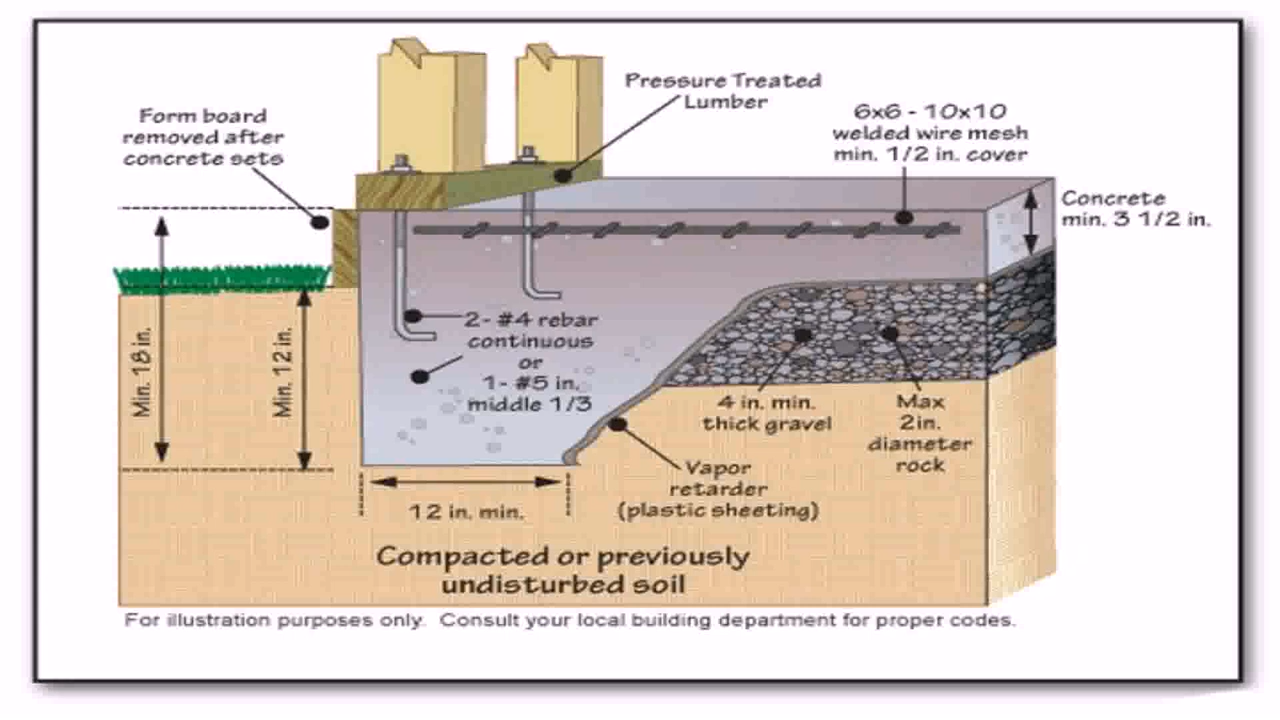 Pressure Treated
Lumber
Form board
removed after
concrete sets
6x6 - 10x10
welded wire mesh
min. 1/2 in. cover
Concrete
min. 3 1/2 in.
Min. 18 in.
Min. 12 in.
2- #4 rebar
continuous
or
1- #5 in.
middle 1/3
4 in. min.
thick gravel
Max
2in.
diameter
rock
Vapor
retarder
(plastic sheeting)
12 in. min.
Compacted or previously
undisturbed soil
For illustration purposes only. Consult your local building department for proper codes.